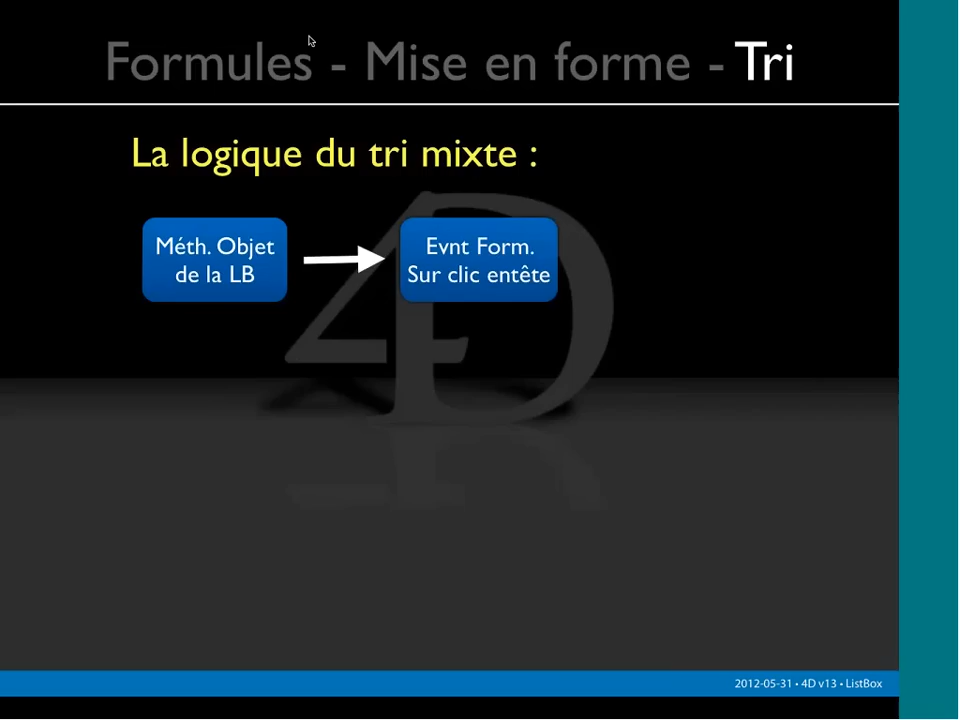 Formules - Mise en forme - Tri
La logique du tri mixte :
Méth. Objet
de la LB
Evnt Form.
Sur clic entête
4D
2012-05-31 • 4D v13 • ListBox